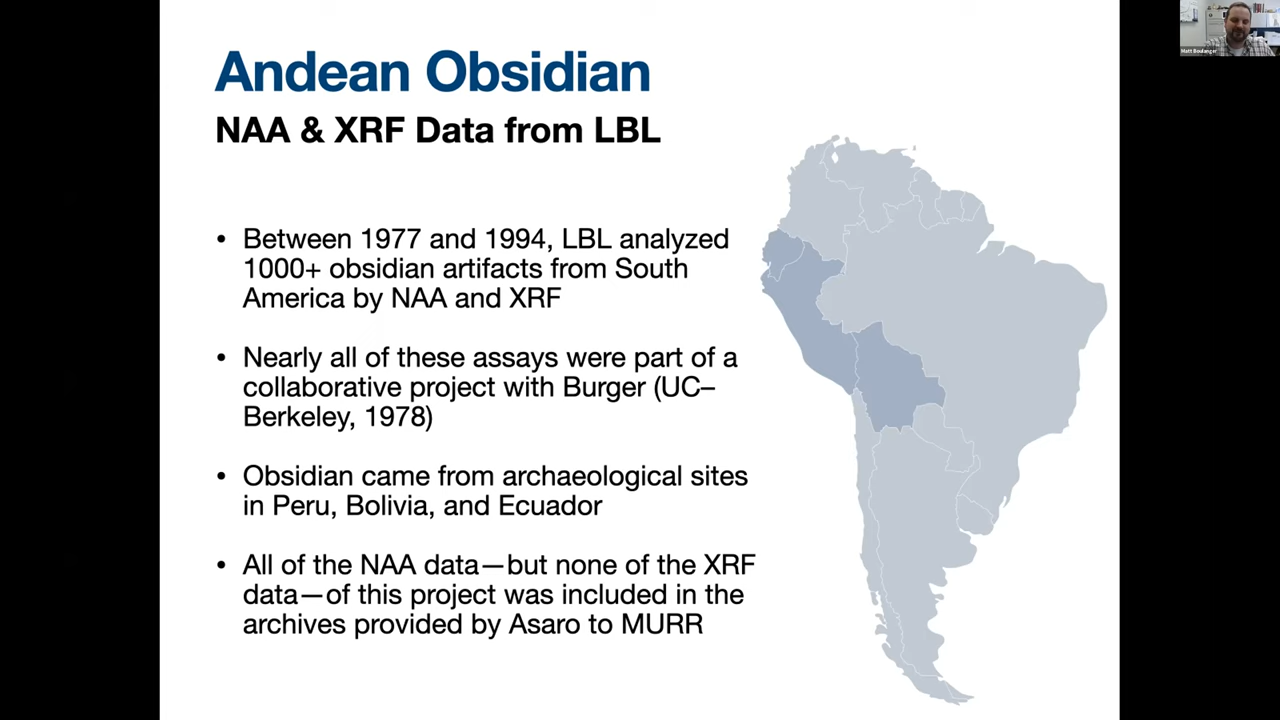 Andean Obsidian
NAA & XRF Data from LBL
• Between 1977 and 1994, LBL analyzed
1000+ obsidian artifacts from South
America by NAA and XRF
• Nearly all of these assays were part of a
collaborative project with Burger (UC–
Berkeley, 1978)
• Obsidian came from archaeological sites
in Peru, Bolivia, and Ecuador
• All of the NAA data—but none of the XRF
data—of this project was included in the
archives provided by Asaro to MURR
Matt Boulanger